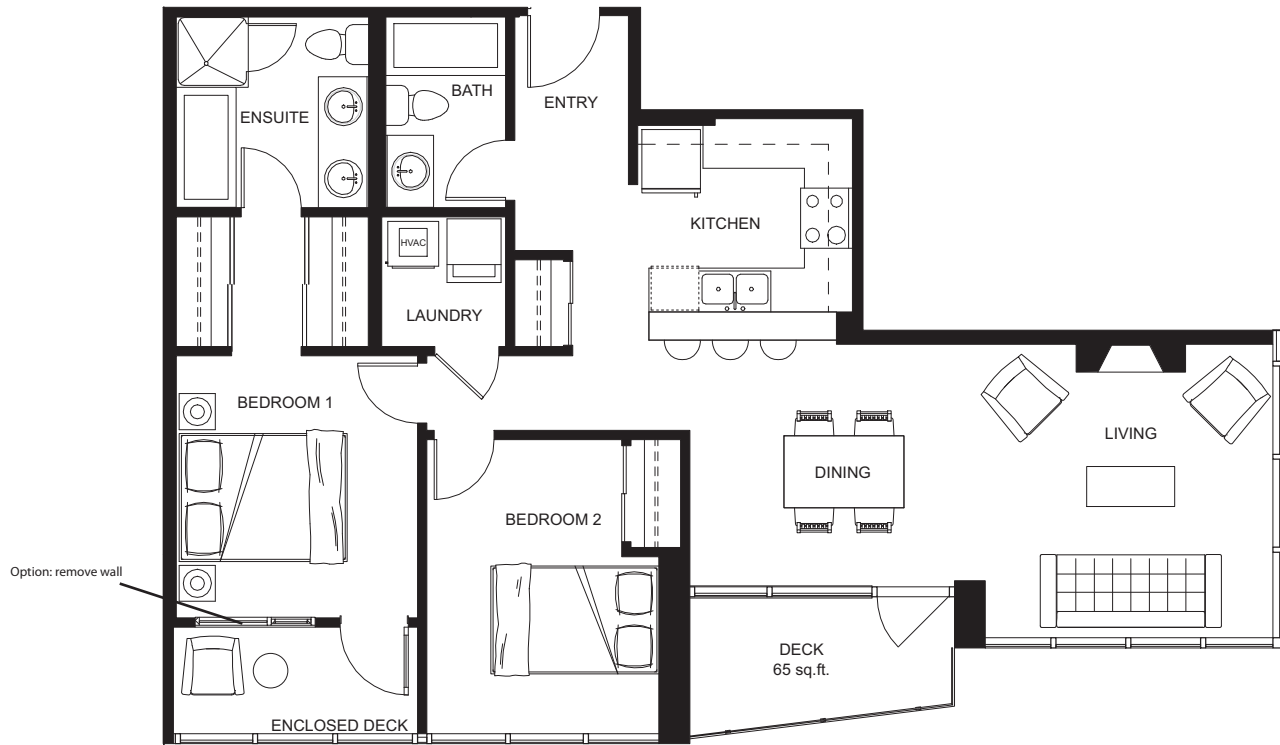 BATH
ENTRY
ENSUITE
KITCHEN
HVAC
LAUNDRY
BEDROOM 1
LIVING
DINING
BEDROOM 2
Option: remove wall
DECK
65 sq.ft.
ENCLOSED DECK